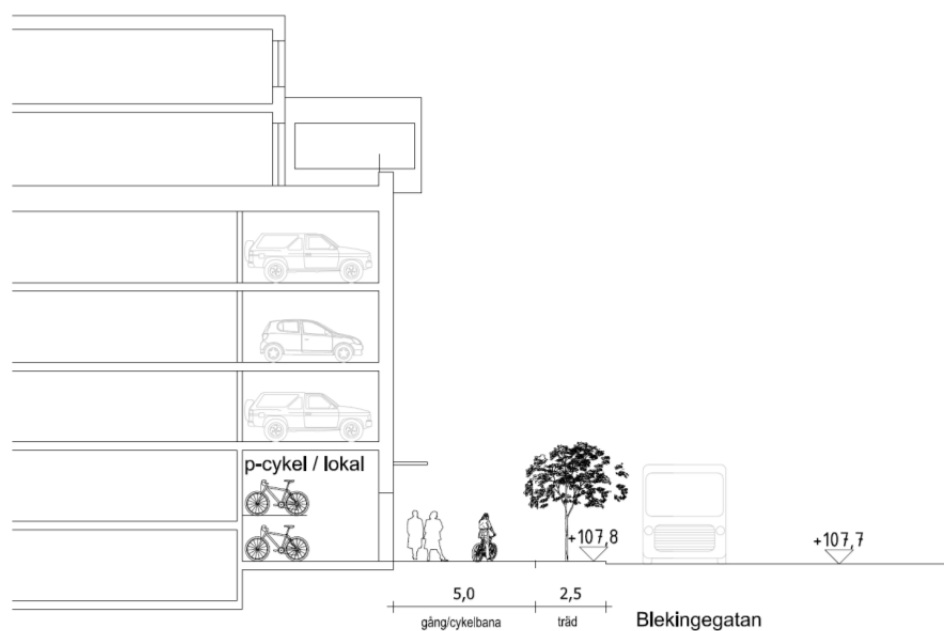 p-cykel / lokal
+107,8
+107,7
5,0
2,5
gång/cykelbana
träd
Blekingegatan